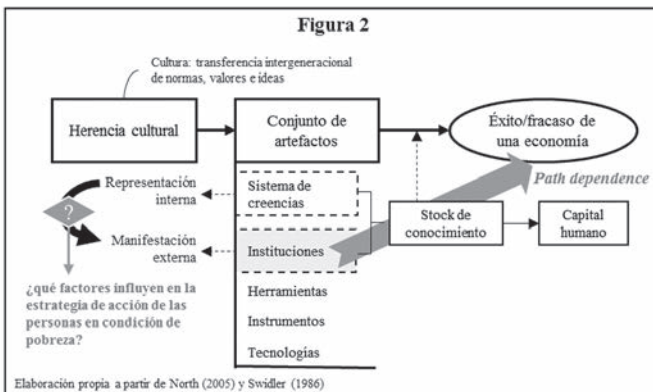 Figura 2
Cultura: transferencia intergeneracional
de normas, valores e ideas
Herencia cultural
Conjunto de
artefactos
Éxito/fracaso de
una economía
Path dependence
Representación
interna
Sistema de
creencias
?
Stock de
conocimiento
Capital
humano
Manifestación
externa
Instituciones
¿qué factores influyen en la
estrategia de acción de las
personas en condición de
pobreza?
Herramientas
Instrumentos
Tecnologías
Elaboración propia a partir de North (2005) y Swidler (1986)